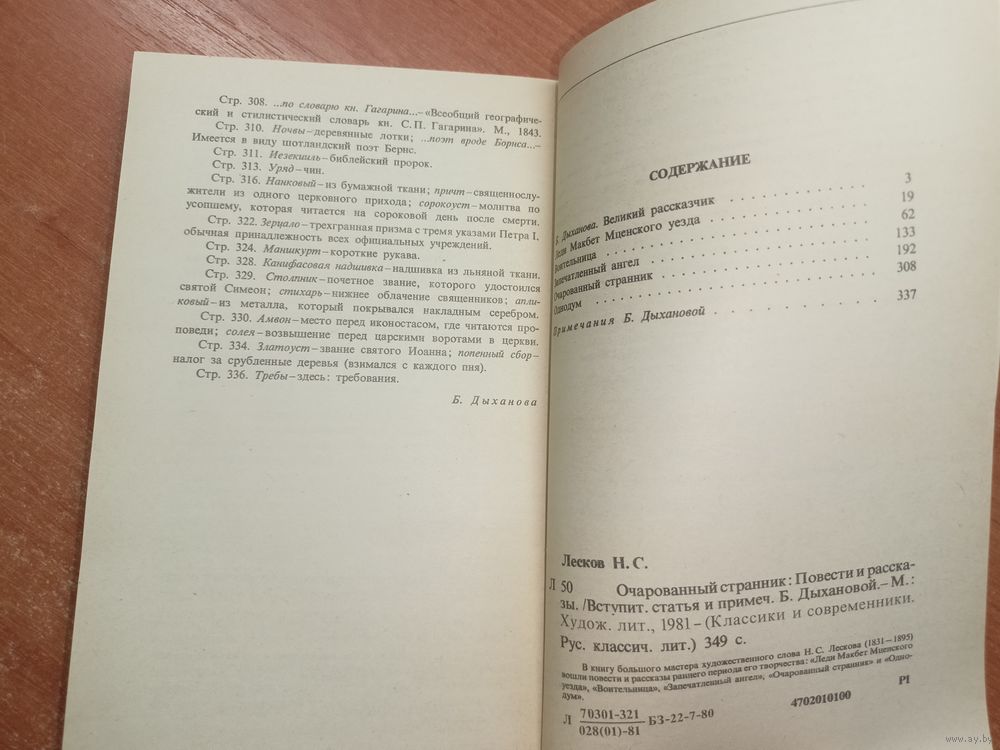 Стр. 308. ...по словарю кн. Гагарина...–«Всеобщий географиче-
ский и стилистический словарь кн. С. П. Гагарина». М., 1843.
Стр. 310. Ночвы–деревянные лотки; ...поэт вроде Борнса...–
Имеется в виду шотландский поэт Бернс.
Стр. 311. Иезекииль–библейский пророк.
Стр. 313. Уряд–чин.
Стр. 316. Нанковый–из бумажной ткани; причт–священнослу-
жители из одного церковного прихода; сорокоуст–молитва по
усопшему, которая читается на сороковой день после смерти.
Стр. 322. Зерцало–трехгранная призма с тремя указами Петра I,
обычная принадлежность всех официальных учреждений.
Стр. 324. Маншкурт–короткие рукава.
Стр. 328. Канифасовая надшивка–надшивка из льняной ткани.
Стр. 329. Столпник–почетное звание, которого удостоился
святой Симеон; стихарь–нижнее облачение священников; апли-
ковый–из металла, который покрывался накладным серебром.
Стр. 330. Амвон–место перед иконостасом, где читаются про-
поведи; солея–возвышение перед царскими воротами в церкви.
Стр. 334. Златоуст–звание святого Иоанна; попенный сбор–
налог за срубленные деревья (взимался с каждого пня).
Стр. 336. Требы–здесь: требования.
Б. Дыханова
СОДЕРЖАНИЕ
Б. Дыханова. Великий рассказчик . . . . . . . . . . 3
Леди Макбет Мценского уезда . . . . . . . . . . 19
Воительница . . . . . . . . . . 62
Запечатленный ангел . . . . . . . . . . 133
Очарованный странник . . . . . . . . . . 192
Однодум . . . . . . . . . . 308
Примечания Б. Дыхановой . . . . . . . . . . 337
Лесков Н. С.
Л 50 Очарованный странник: Повести и расска-
зы. /Вступит. статья и примеч. Б. Дыхановой.–М.:
Худож. лит., 1981–(Классики и современники.
Рус. классич. лит.) 349 с.
В книгу большого мастера художественного слова Н. С. Лескова (1831–1895)
вошли повести и рассказы раннего периода его творчества: «Леди Макбет Мценского
уезда», «Воительница», «Запечатленный ангел», «Очарованный странник» и «Одно-
дум».
Л 70301-321 БЗ-22-7-80 4702010100 Р1
028(01)-81
www.ay.by